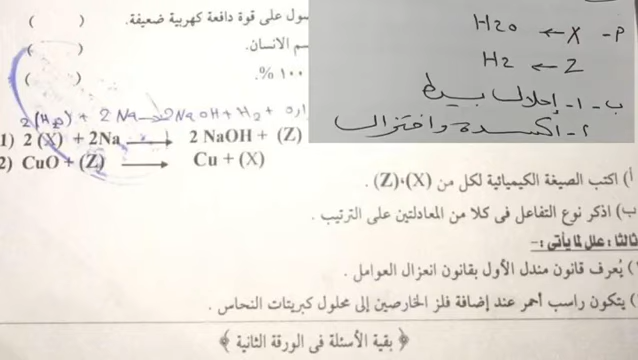 سول على قوة دافعة كهربية ضعيفة. ( )
سم الانسان. ( )
١٠٠ %. ( )
H2O ← X -P
H2 ← Z
ب - ١- إحلال بسيط
٢- أكسدة واختزال
2(H2O) + 2Na → 2NaOH + H2 +
1) 2 (X) + 2Na → 2 NaOH + (Z)
2) CuO + (Z) → Cu + (X)
أ) اكتب الصيغة الكيميائية لكل من (X)،(Z) .
ب) اذكر نوع التفاعل فى كلا من المعادلتين على الترتيب .
ثالثا : علل لما يأتى :-
) يُعرف قانون مندل الأول بقانون انعزال العوامل .
) يتكون راسب أحمر عند إضافة فلز الخارصين إلى محلول كبريتات النحاس .
﴿ بقية الأسئلة فى الورقة الثانية ﴾